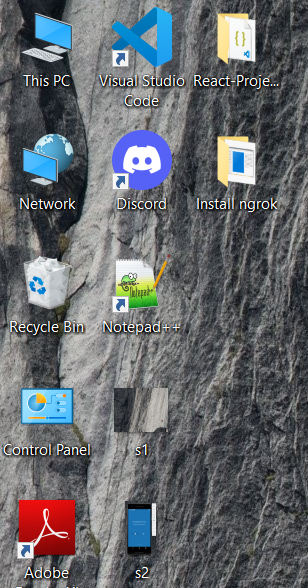 This PC
Visual Studio
Code
React-Proje...
Network
Discord
Install ngrok
Recycle Bin
Notepad+
Notepad++
Control Panel
s1
Adobe
s2